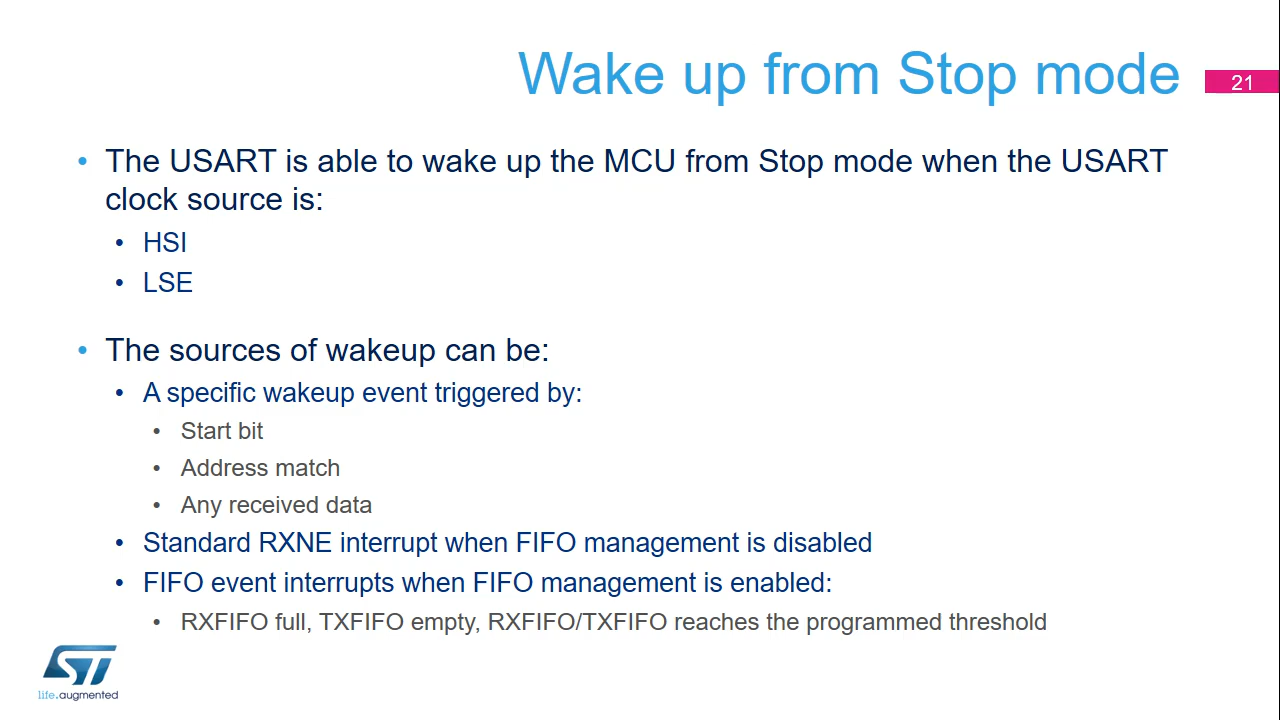 Wake up from Stop mode
21
• The USART is able to wake up the MCU from Stop mode when the USART
clock source is:
• HSI
• LSE
• The sources of wakeup can be:
• A specific wakeup event triggered by:
• Start bit
• Address match
• Any received data
• Standard RXNE interrupt when FIFO management is disabled
• FIFO event interrupts when FIFO management is enabled:
• RXFIFO full, TXFIFO empty, RXFIFO/TXFIFO reaches the programmed threshold
ST
life.augmented